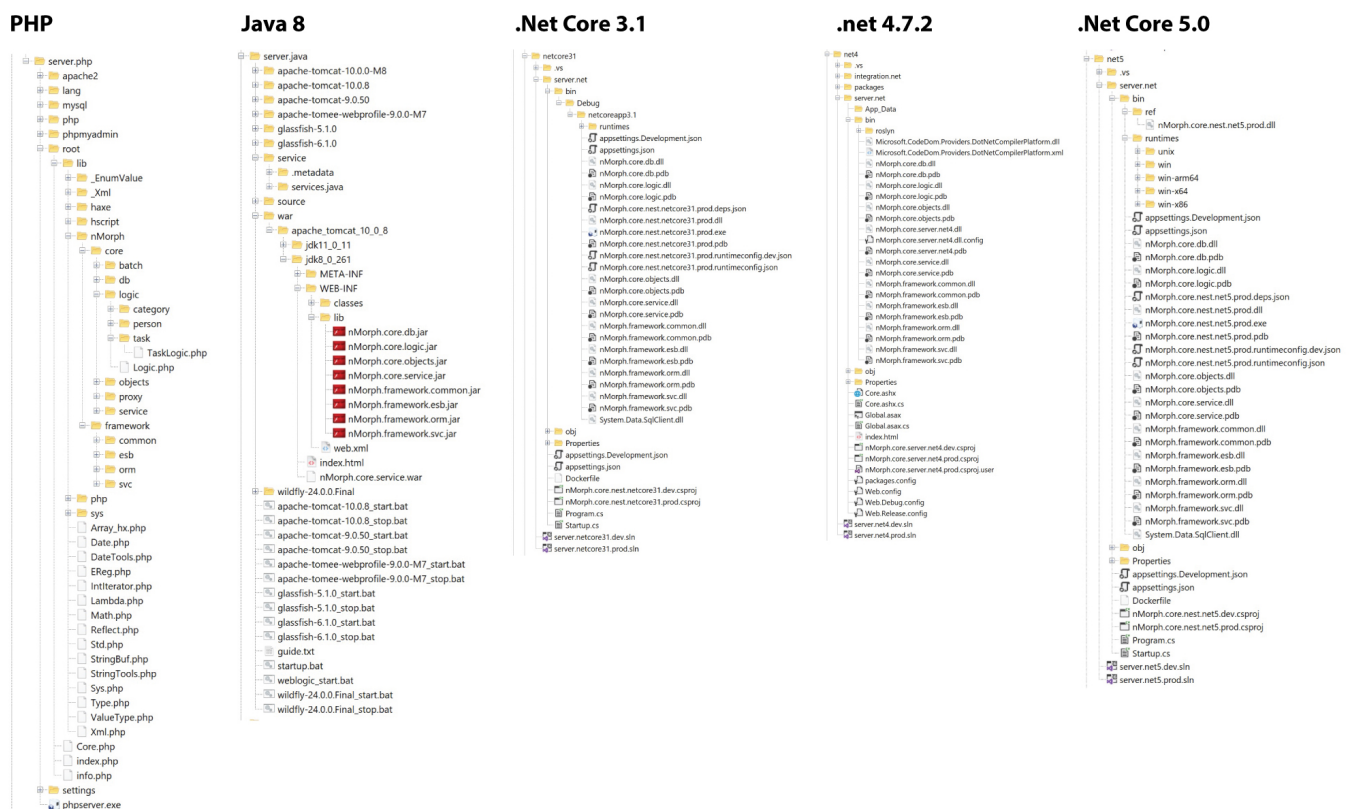 PHP
server.php
apache2
lang
mysql
php
phpmyadmin
root
lib
_EnumValue
_Xml
haxe
hscript
nMorph
core
batch
db
logic
category
person
task
TaskLogic.php
Logic.php
objects
proxy
service
framework
common
esb
orm
svc
php
sys
Array_hx.php
Date.php
DateTools.php
EReg.php
IntIterator.php
Lambda.php
Math.php
Reflect.php
Std.php
StringBuf.php
StringTools.php
Sys.php
Type.php
ValueType.php
Xml.php
Core.php
index.php
info.php
settings
phpserver.exe
Java 8
server.java
apache-tomcat-10.0.0-M8
apache-tomcat-10.0.8
apache-tomcat-9.0.50
apache-tomee-webprofile-9.0.0-M7
glassfish-5.1.0
glassfish-6.1.0
service
.metadata
services.java
source
war
apache_tomcat_10_0_8
jdk11_0_11
jdk8_0_261
META-INF
WEB-INF
classes
lib
nMorph.core.db.jar
nMorph.core.logic.jar
nMorph.core.objects.jar
nMorph.core.service.jar
nMorph.framework.common.jar
nMorph.framework.esb.jar
nMorph.framework.orm.jar
nMorph.framework.svc.jar
web.xml
index.html
nMorph.core.service.war
wildfly-24.0.0.Final
apache-tomcat-10.0.8_start.bat
apache-tomcat-10.0.8_stop.bat
apache-tomcat-9.0.50_start.bat
apache-tomcat-9.0.50_stop.bat
apache-tomee-webprofile-9.0.0-M7_start.bat
apache-tomee-webprofile-9.0.0-M7_stop.bat
glassfish-5.1.0_start.bat
glassfish-5.1.0_stop.bat
glassfish-6.1.0_start.bat
glassfish-6.1.0_stop.bat
guide.txt
startup.bat
weblogic_start.bat
wildfly-24.0.0.Final_start.bat
wildfly-24.0.0.Final_stop.bat
.Net Core 3.1
netcore31
.vs
server.net
bin
Debug
netcoreapp3.1
runtimes
appsettings.Development.json
appsettings.json
nMorph.core.db.dll
nMorph.core.db.pdb
nMorph.core.logic.dll
nMorph.core.logic.pdb
nMorph.core.nest.netcore31.prod.deps.json
nMorph.core.nest.netcore31.prod.dll
nMorph.core.nest.netcore31.prod.exe
nMorph.core.nest.netcore31.prod.pdb
nMorph.core.nest.netcore31.prod.runtimeconfig.dev.json
nMorph.core.nest.netcore31.prod.runtimeconfig.json
nMorph.core.objects.dll
nMorph.core.objects.pdb
nMorph.core.service.dll
nMorph.core.service.pdb
nMorph.framework.common.dll
nMorph.framework.common.pdb
nMorph.framework.esb.dll
nMorph.framework.esb.pdb
nMorph.framework.orm.dll
nMorph.framework.orm.pdb
nMorph.framework.svc.dll
nMorph.framework.svc.pdb
System.Data.SqlClient.dll
obj
Properties
appsettings.Development.json
appsettings.json
Dockerfile
nMorph.core.nest.netcore31.dev.csproj
nMorph.core.nest.netcore31.prod.csproj
Program.cs
Startup.cs
server.netcore31.dev.sln
server.netcore31.prod.sln
.net 4.7.2
net4
.vs
integration.net
packages
server.net
App_Data
bin
roslyn
Microsoft.CodeDom.Providers.DotNetCompilerPlatform.dll
Microsoft.CodeDom.Providers.DotNetCompilerPlatform.xml
nMorph.core.db.dll
nMorph.core.db.pdb
nMorph.core.logic.dll
nMorph.core.logic.pdb
nMorph.core.objects.dll
nMorph.core.objects.pdb
nMorph.core.server.net4.dll
nMorph.core.server.net4.dll.config
nMorph.core.server.net4.pdb
nMorph.core.service.dll
nMorph.core.service.pdb
nMorph.framework.common.dll
nMorph.framework.common.pdb
nMorph.framework.esb.dll
nMorph.framework.esb.pdb
nMorph.framework.orm.dll
nMorph.framework.orm.pdb
nMorph.framework.svc.dll
nMorph.framework.svc.pdb
obj
Properties
Core.ashx
Core.ashx.cs
Global.asax
Global.asax.cs
index.html
nMorph.core.server.net4.dev.csproj
nMorph.core.server.net4.prod.csproj
nMorph.core.server.net4.prod.csproj.user
packages.config
Web.config
Web.Debug.config
Web.Release.config
server.net4.dev.sln
server.net4.prod.sln
.Net Core 5.0
net5
.vs
server.net
bin
ref
nMorph.core.nest.net5.prod.dll
runtimes
unix
win
win-arm64
win-x64
win-x86
appsettings.Development.json
appsettings.json
nMorph.core.db.dll
nMorph.core.db.pdb
nMorph.core.logic.dll
nMorph.core.logic.pdb
nMorph.core.nest.net5.prod.deps.json
nMorph.core.nest.net5.prod.dll
nMorph.core.nest.net5.prod.exe
nMorph.core.nest.net5.prod.pdb
nMorph.core.nest.net5.prod.runtimeconfig.dev.json
nMorph.core.nest.net5.prod.runtimeconfig.json
nMorph.core.objects.dll
nMorph.core.objects.pdb
nMorph.core.service.dll
nMorph.core.service.pdb
nMorph.framework.common.dll
nMorph.framework.common.pdb
nMorph.framework.esb.dll
nMorph.framework.esb.pdb
nMorph.framework.orm.dll
nMorph.framework.orm.pdb
nMorph.framework.svc.dll
nMorph.framework.svc.pdb
System.Data.SqlClient.dll
obj
Properties
appsettings.Development.json
appsettings.json
Dockerfile
nMorph.core.nest.net5.dev.csproj
nMorph.core.nest.net5.prod.csproj
Program.cs
Startup.cs
server.net5.dev.sln
server.net5.prod.sln